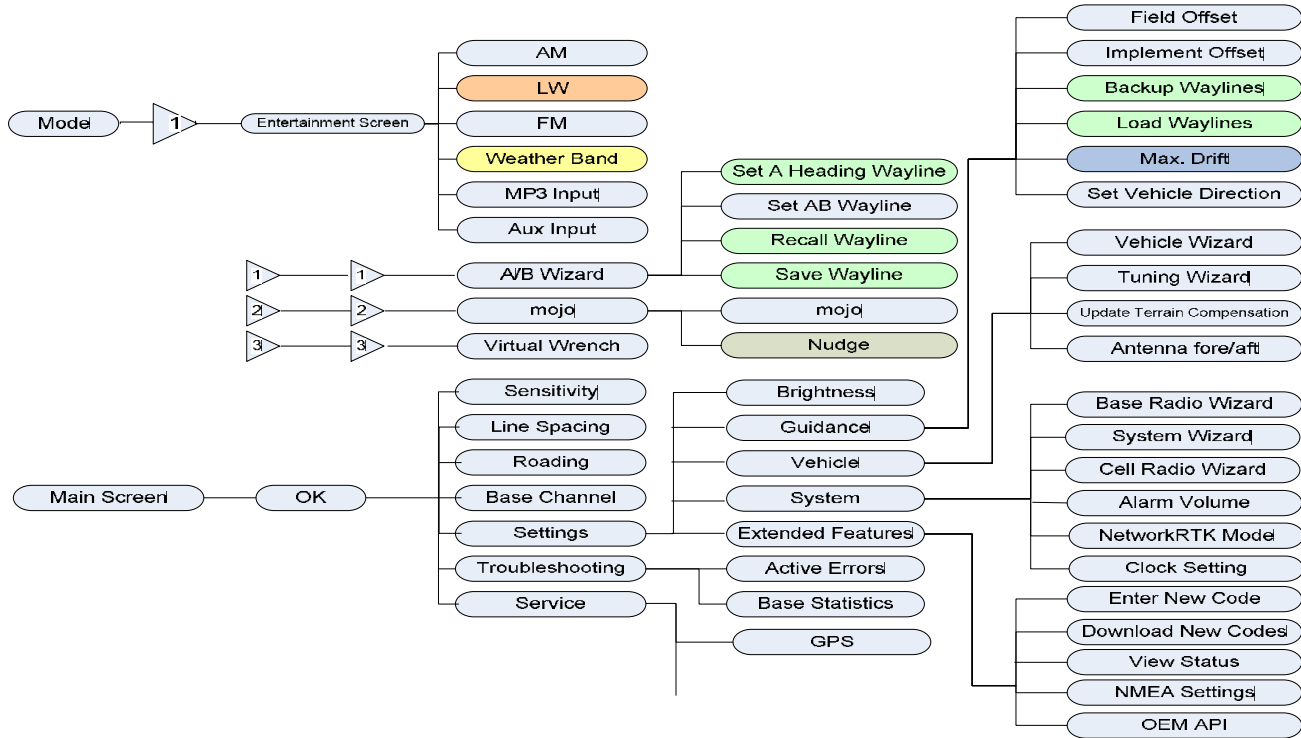 Mode
1
Entertainment Screen
AM
LW
FM
Weather Band
MP3 Input
Aux Input
1
1
A/B Wizard
2
2
mojo
3
3
Virtual Wrench
Set A Heading Wayline
Set AB Wayline
Recall Wayline
Save Wayline
mojo
Nudge
Main Screen
OK
Sensitivity
Line Spacing
Roading
Base Channel
Settings
Troubleshooting
Service
Brightness
Guidance
Vehicle
System
Extended Features
Active Errors
Base Statistics
GPS
Field Offset
Implement Offset
Backup Waylines
Load Waylines
Max. Drift
Set Vehicle Direction
Vehicle Wizard
Tuning Wizard
Update Terrain Compensation
Antenna fore/aft
Base Radio Wizard
System Wizard
Cell Radio Wizard
Alarm Volume
NetworkRTK Mode
Clock Setting
Enter New Code
Download New Codes
View Status
NMEA Settings
OEM API